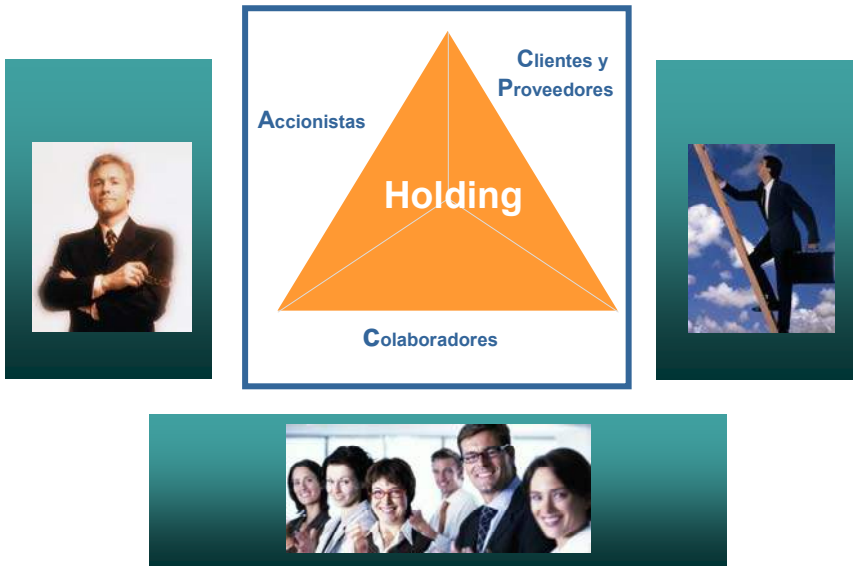 Clientes y
Proveedores
Accionistas
Holding
Colaboradores